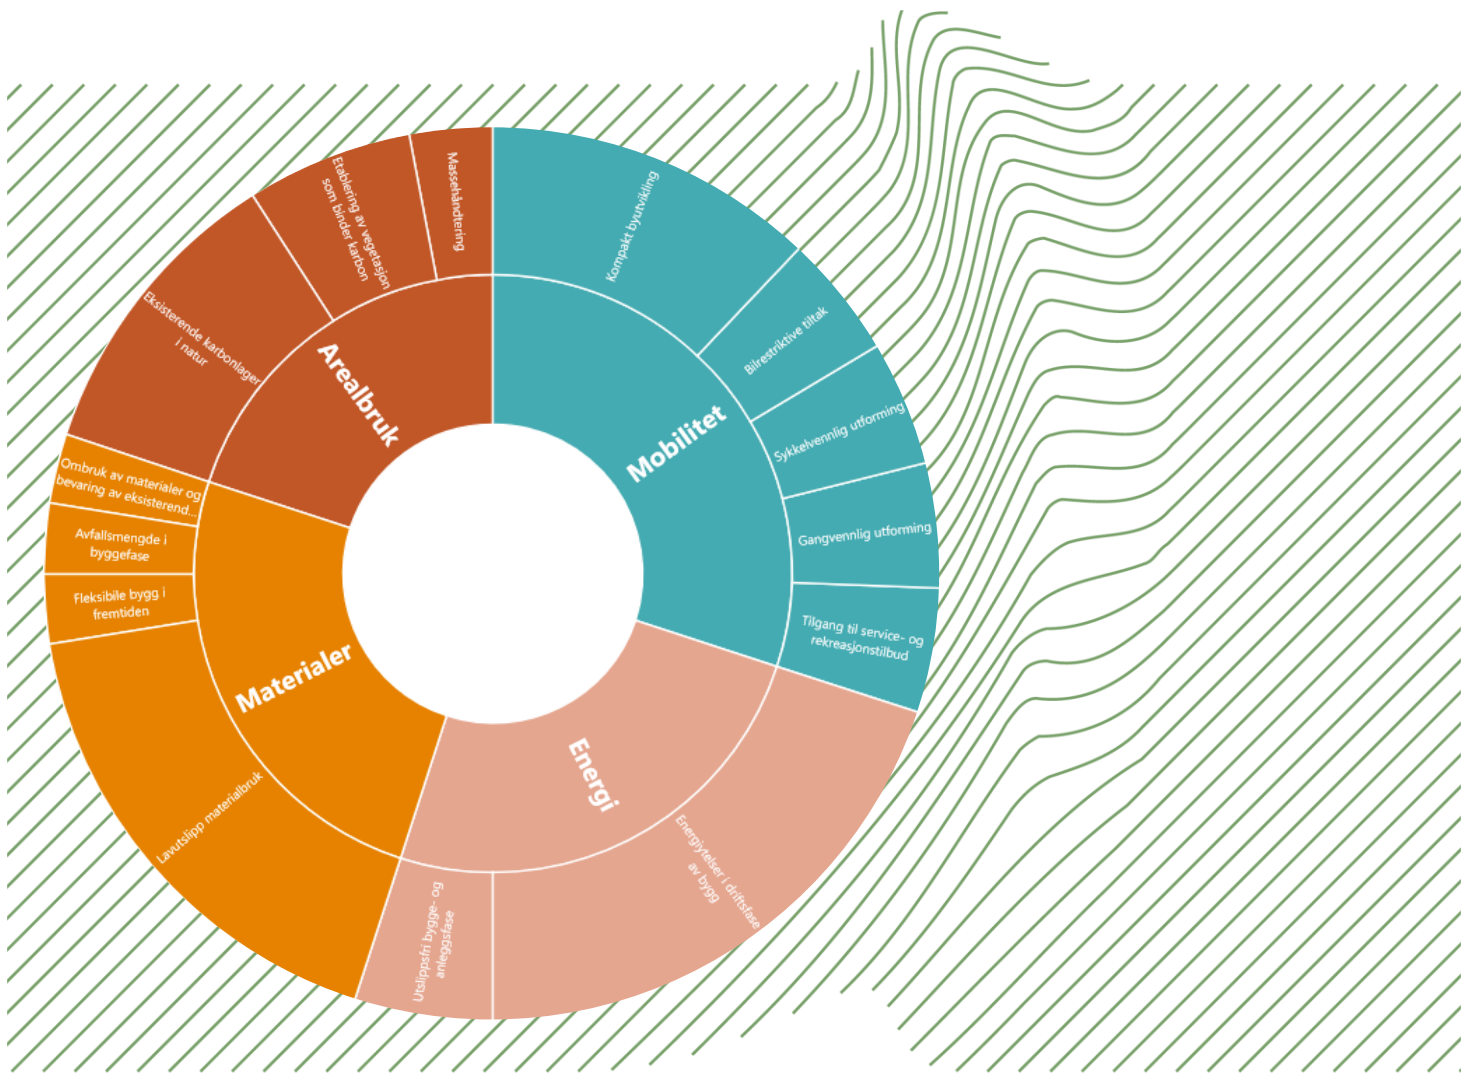 Mobilitet
Kompakt byutvikling
Bilrestriktive tiltak
Sykkelvennlig utforming
Gangvennlig utforming
Tilgang til service- og
rekreasjonstilbud
Energi
Energiytelser i driftsfase
av bygg
Utslippsfri bygge- og
anleggsfase
Materialer
Lavutslipp materialbruk
Fleksibile bygg i
fremtiden
Avfallsmengde i
byggefase
Ombruk av materialer og
bevaring av eksisterend...
Arealbruk
Eksisterende karbonlager
i natur
Etablering av vegetasjon
som binder karbon
Massehåndtering